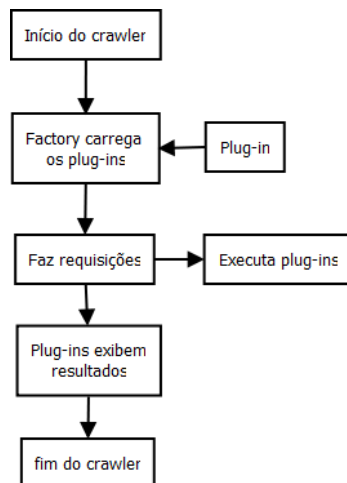 Início do crawler
Factory carrega
os plug-ins
Plug-in
Faz requisições
Executa plug-ins
Plug-ins exibem
resultados
fim do crawler